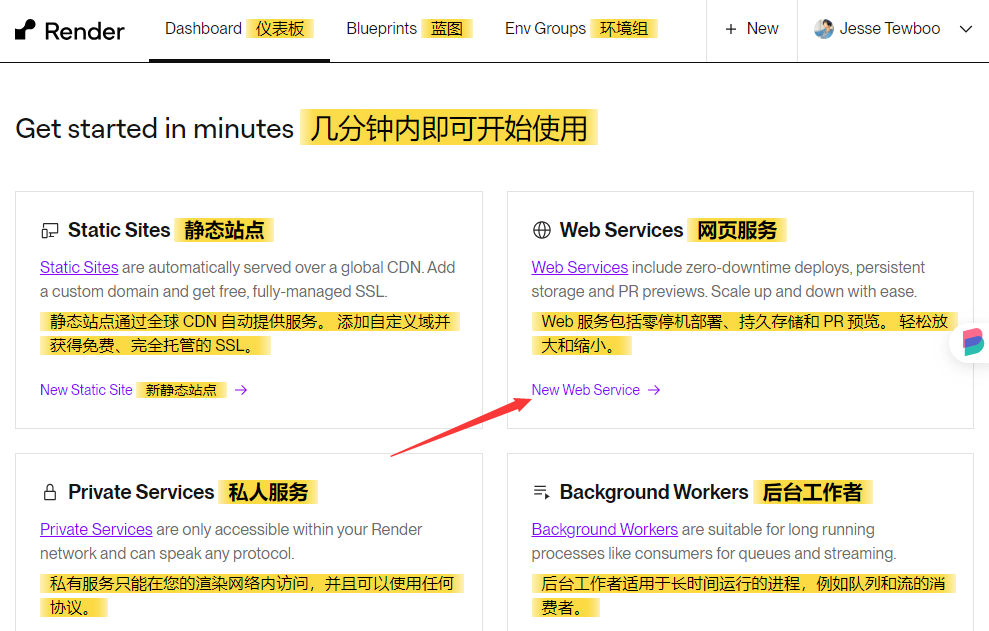 Render
Dashboard 仪表板 Blueprints 蓝图 Env Groups 环境组 + New Jesse Tewboo
Get started in minutes 几分钟内即可开始使用
Static Sites 静态站点
Static Sites are automatically served over a global CDN. Add
a custom domain and get free, fully-managed SSL.
静态站点通过全球 CDN 自动提供服务。 添加自定义域并
获得免费、完全托管的 SSL。
New Static Site 新静态站点 →
Web Services 网页服务
Web Services include zero-downtime deploys, persistent
storage and PR previews. Scale up and down with ease.
Web 服务包括零停机部署、持久存储和 PR 预览。 轻松放
大和缩小。
New Web Service →
Private Services 私人服务
Private Services are only accessible within your Render
network and can speak any protocol.
私有服务只能在您的渲染网络内访问，并且可以使用任何
协议。
Background Workers 后台工作者
Background Workers are suitable for long running
processes like consumers for queues and streaming.
后台工作者适用于长时间运行的进程，例如队列和流的消
费者。